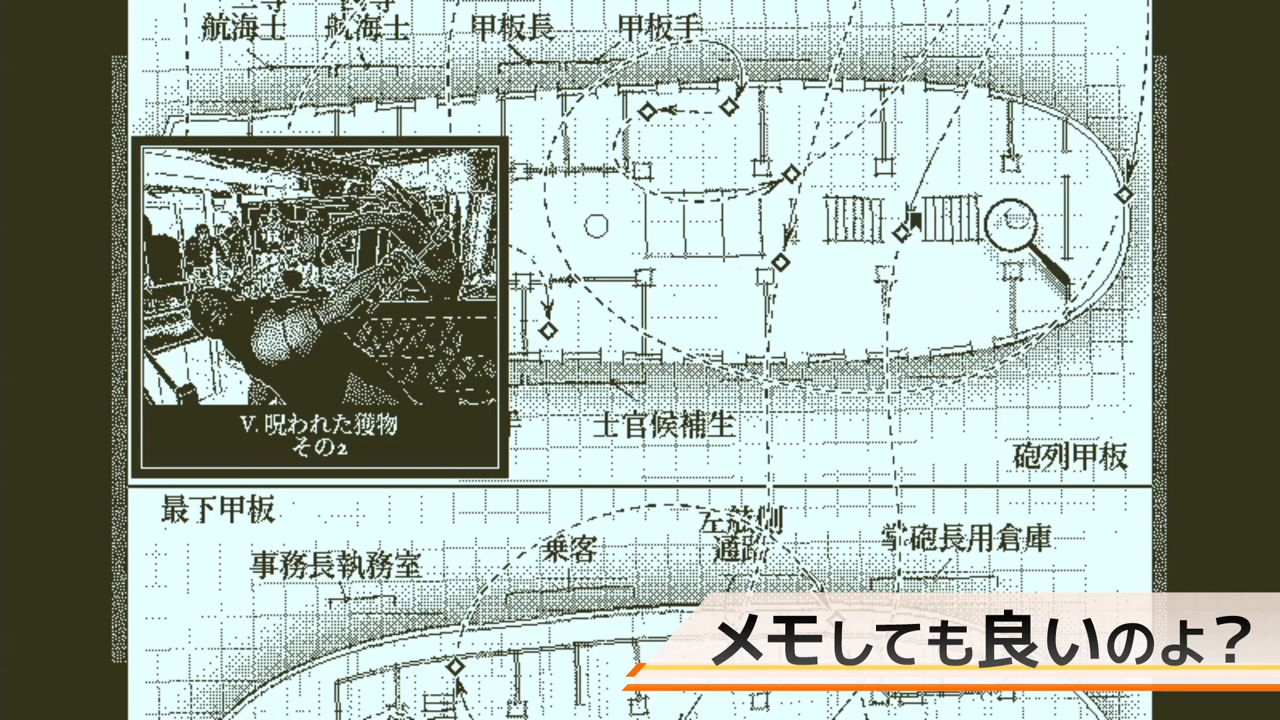 航海士
航海士
甲板長
甲板手
V. 呪われた獲物
その2
士官候補生
砲列甲板
最下甲板
事務長執務室
乗客
左舷側
通路
掌砲長用倉庫
メモしても良いのよ?